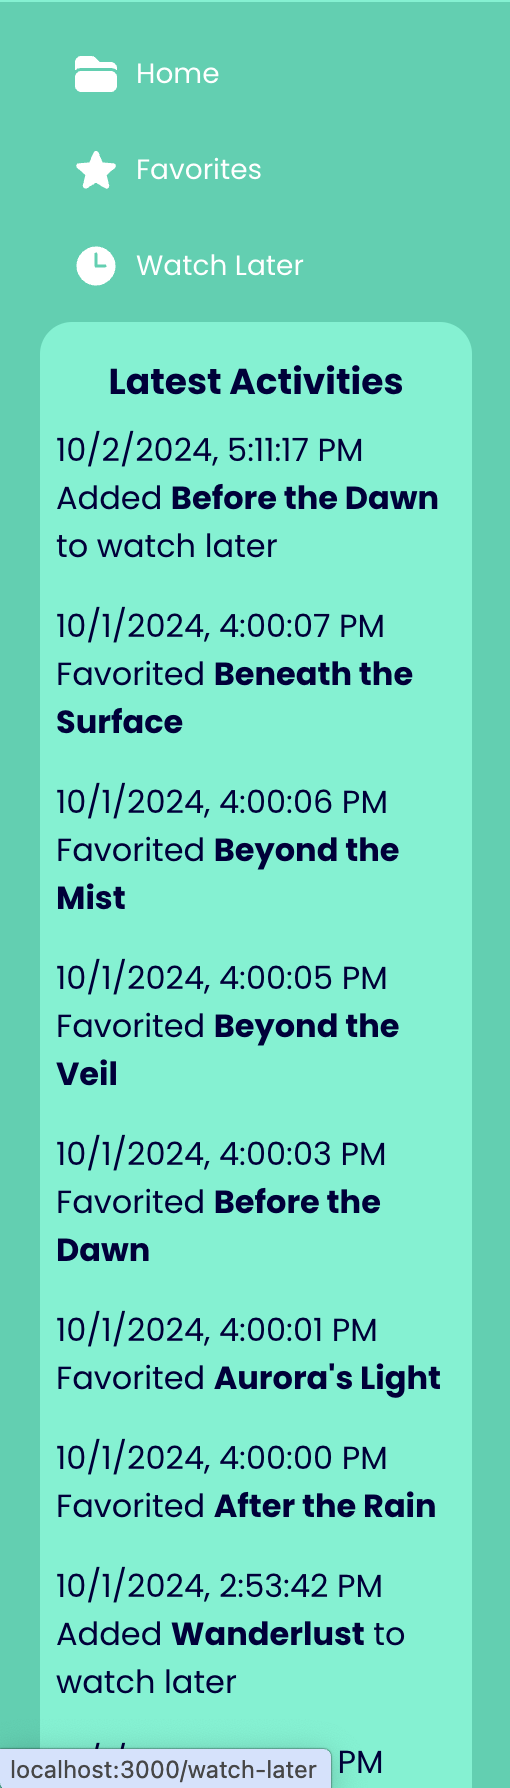 Home
Favorites
Watch Later
Latest Activities
10/2/2024, 5:11:17 PM
Added Before the Dawn
to watch later
10/1/2024, 4:00:07 PM
Favorited Beneath the
Surface
10/1/2024, 4:00:06 PM
Favorited Beyond the
Mist
10/1/2024, 4:00:05 PM
Favorited Beyond the
Veil
10/1/2024, 4:00:03 PM
Favorited Before the
Dawn
10/1/2024, 4:00:01 PM
Favorited Aurora's Light
10/1/2024, 4:00:00 PM
Favorited After the Rain
10/1/2024, 2:53:42 PM
Added Wanderlust to
watch later
PM
localhost:3000/watch-later